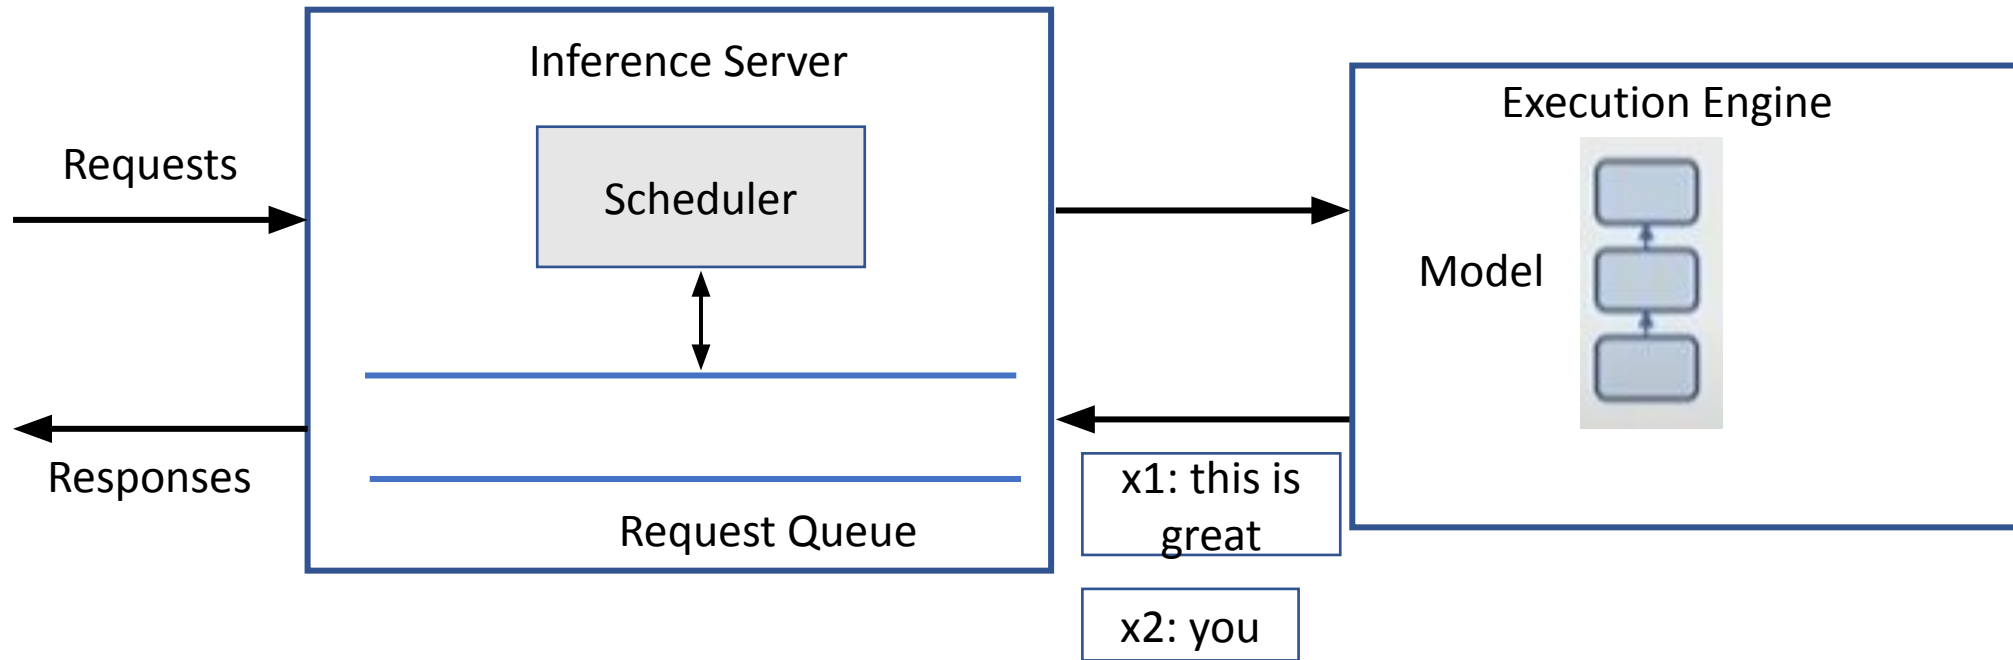 Inference Server
Execution Engine
Requests
Scheduler
Model
Responses
x1: this is
great
Request Queue
x2: you